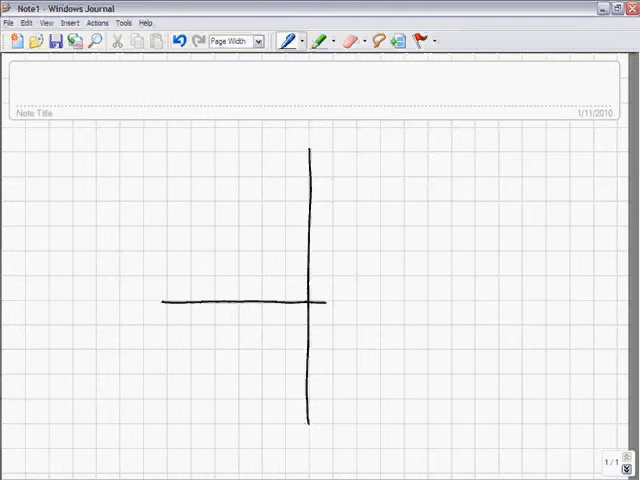 Note1 - Windows Journal
File Edit View Insert Actions Tools Help
Page Width
Note Title
1/11/2010
1 / 1